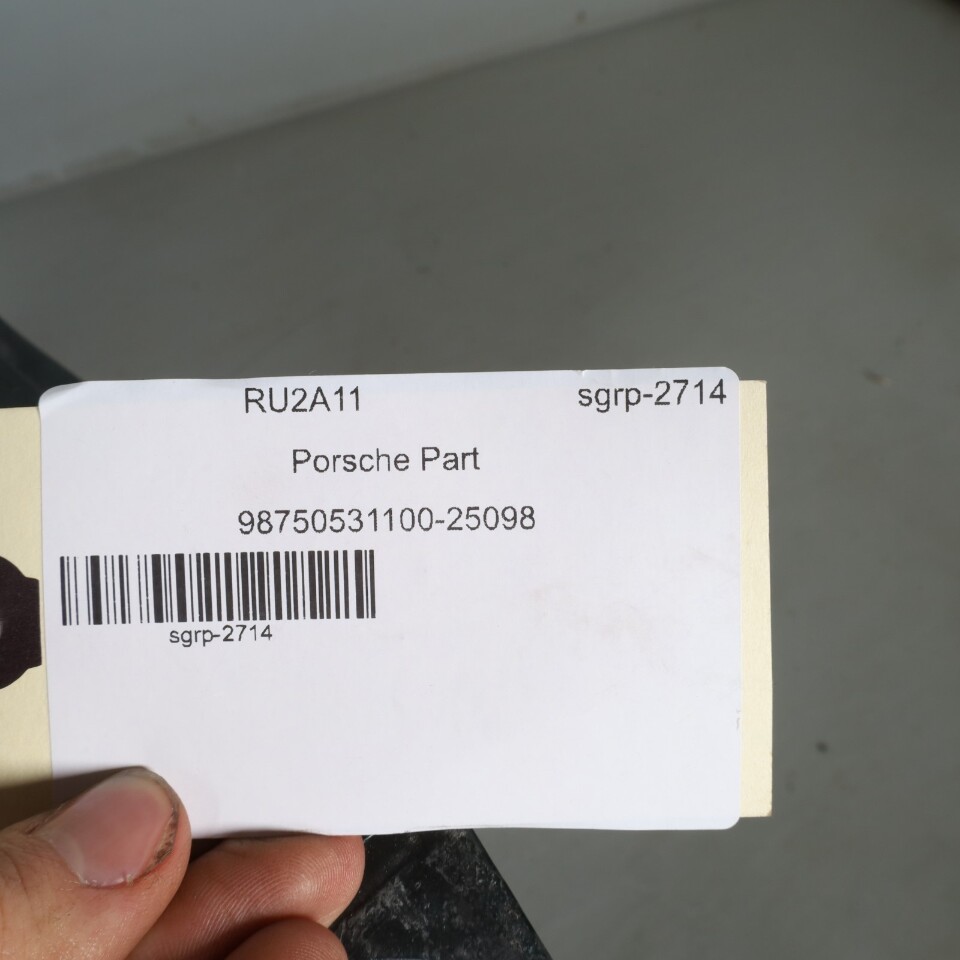 RU2A11 sgrp-2714
Porsche Part
98750531100-25098
sgrp-2714